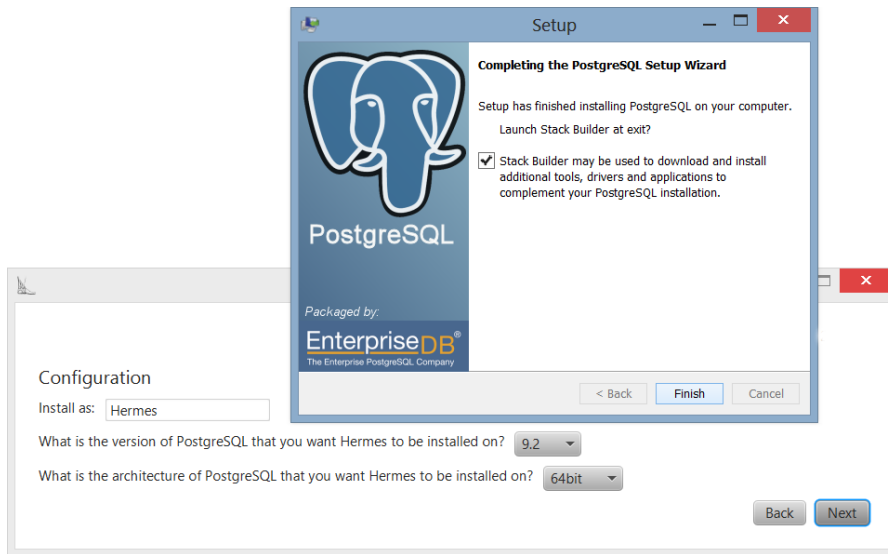 Setup
Completing the PostgreSQL Setup Wizard
Setup has finished installing PostgreSQL on your computer.
Launch Stack Builder at exit?
Stack Builder may be used to download and install
additional tools, drivers and applications to
complement your PostgreSQL installation.
PostgreSQL
Packaged by:
EnterpriseDB®
The Enterprise PostgreSQL Company
< Back
Finish
Cancel
Configuration
Install as: Hermes
What is the version of PostgreSQL that you want Hermes to be installed on? 9.2
What is the architecture of PostgreSQL that you want Hermes to be installed on? 64bit
Back
Next